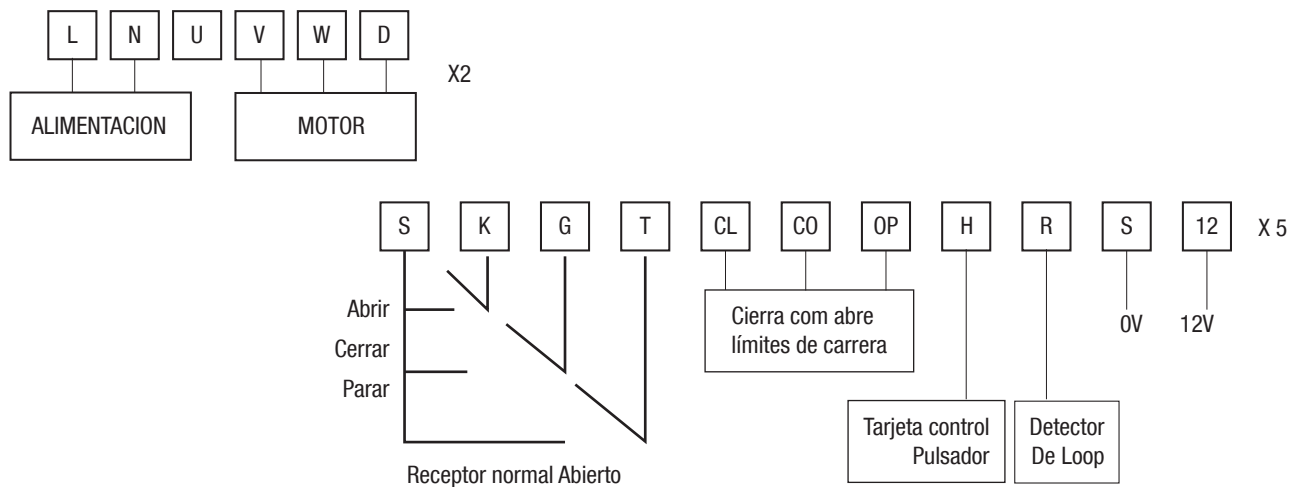 L N U V W D
X2
ALIMENTACION MOTOR
S K G T CL CO OP H R S 12 X 5
Abrir
Cerrar
Parar
Cierra com abre
límites de carrera
0V 12V
Tarjeta control
Pulsador
Detector
De Loop
Receptor normal Abierto